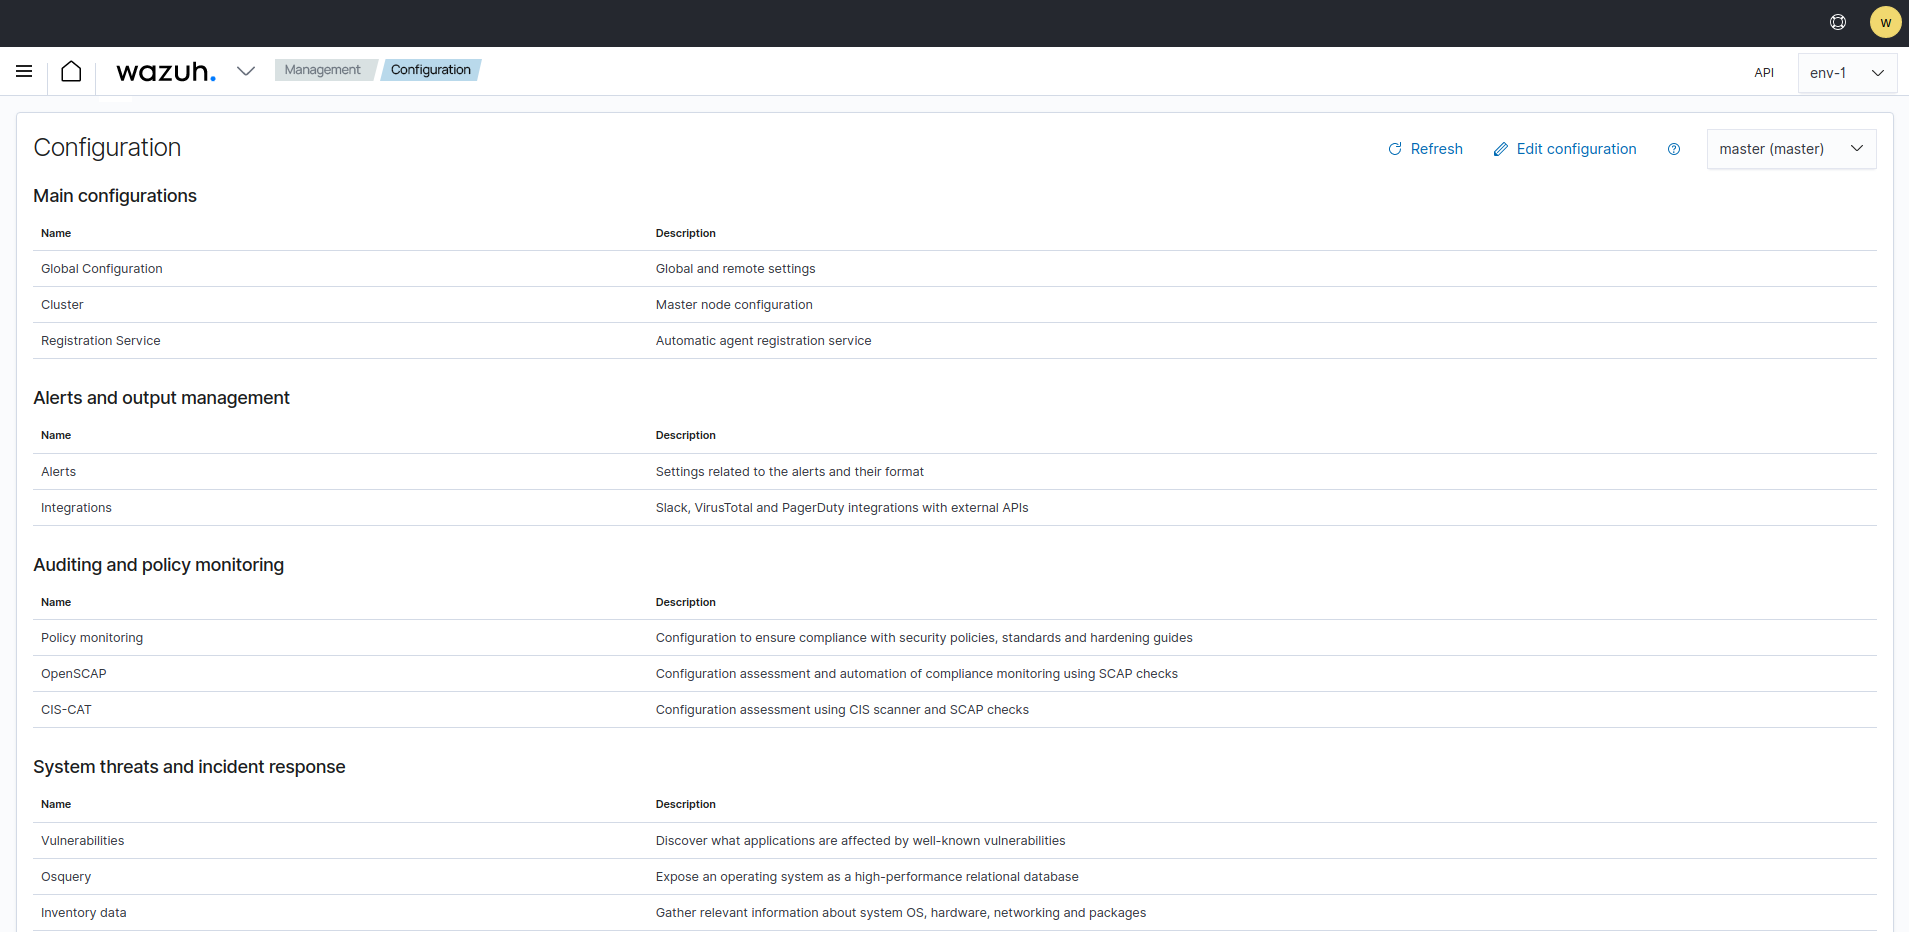 W
wazuh.
Management
Configuration
API
env-1
Configuration
Refresh
Edit configuration
master (master)
Main configurations
Name Description
Global Configuration Global and remote settings
Cluster Master node configuration
Registration Service Automatic agent registration service
Alerts and output management
Name Description
Alerts Settings related to the alerts and their format
Integrations Slack, VirusTotal and PagerDuty integrations with external APIs
Auditing and policy monitoring
Name Description
Policy monitoring Configuration to ensure compliance with security policies, standards and hardening guides
OpenSCAP Configuration assessment and automation of compliance monitoring using SCAP checks
CIS-CAT Configuration assessment using CIS scanner and SCAP checks
System threats and incident response
Name Description
Vulnerabilities Discover what applications are affected by well-known vulnerabilities
Osquery Expose an operating system as a high-performance relational database
Inventory data Gather relevant information about system OS, hardware, networking and packages